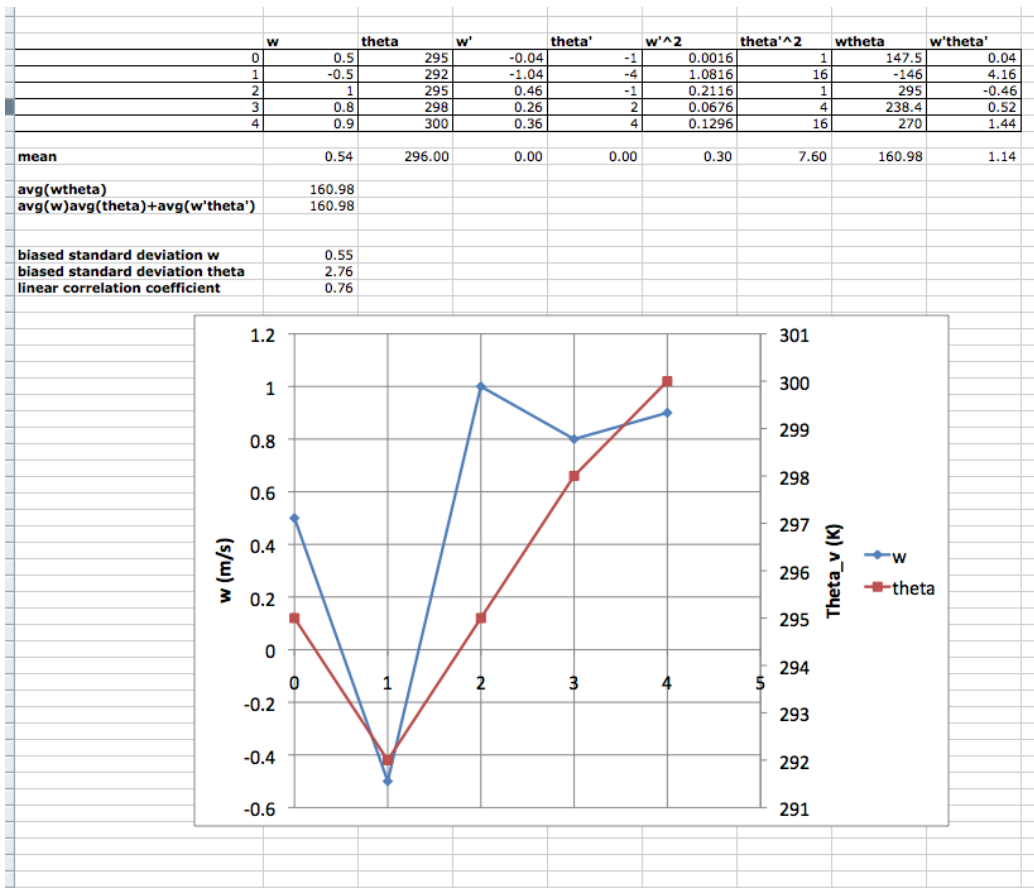 w theta w' theta' w'^2 theta'^2 wtheta w'theta'
0 0.5 295 -0.04 -1 0.0016 1 147.5 0.04
1 -0.5 292 -1.04 -4 1.0816 16 -146 4.16
2 1 295 0.46 -1 0.2116 1 295 -0.46
3 0.8 298 0.26 2 0.0676 4 238.4 0.52
4 0.9 300 0.36 4 0.1296 16 270 1.44
mean 0.54 296.00 0.00 0.00 0.30 7.60 160.98 1.14
avg(wtheta) 160.98
avg(w)avg(theta)+avg(w'theta') 160.98
biased standard deviation w 0.55
biased standard deviation theta 2.76
linear correlation coefficient 0.76
1.2 301
1 300
0.8 299
0.6 298
0.4 297
0.2 296
0 295
-0.2 294
-0.4 293
-0.6 292
291
0 1 2 3 4 5
w (m/s)
Theta_v (K)
w
theta